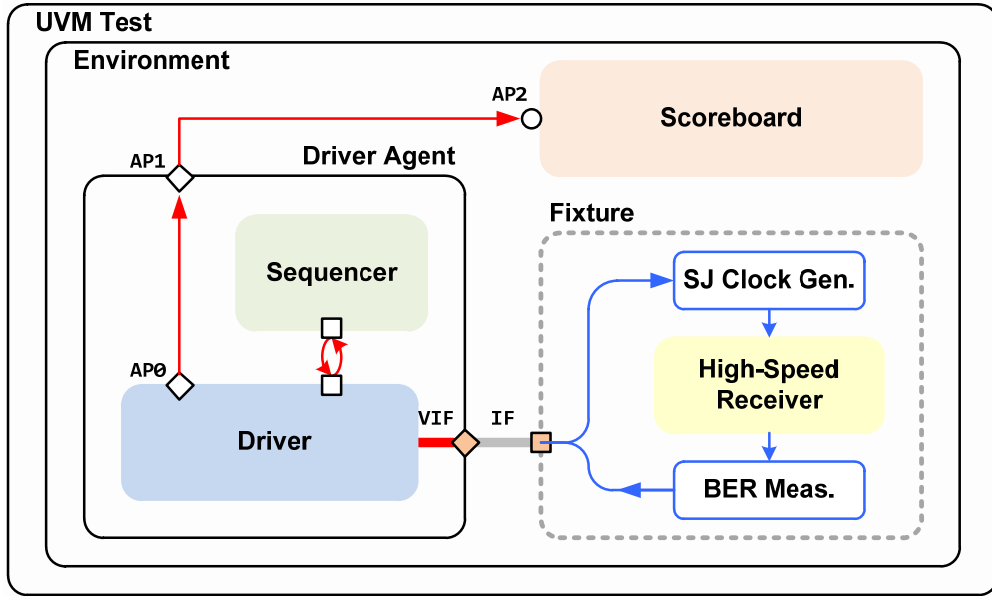 UVM Test
Environment
AP2
Scoreboard
AP1
Driver Agent
Fixture
Sequencer
SJ Clock Gen.
High-Speed
Receiver
AP0
Driver
VIF
IF
BER Meas.